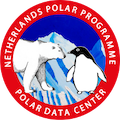 NETHERLANDS POLAR PROGRAMME
POLAR DATA CENTER